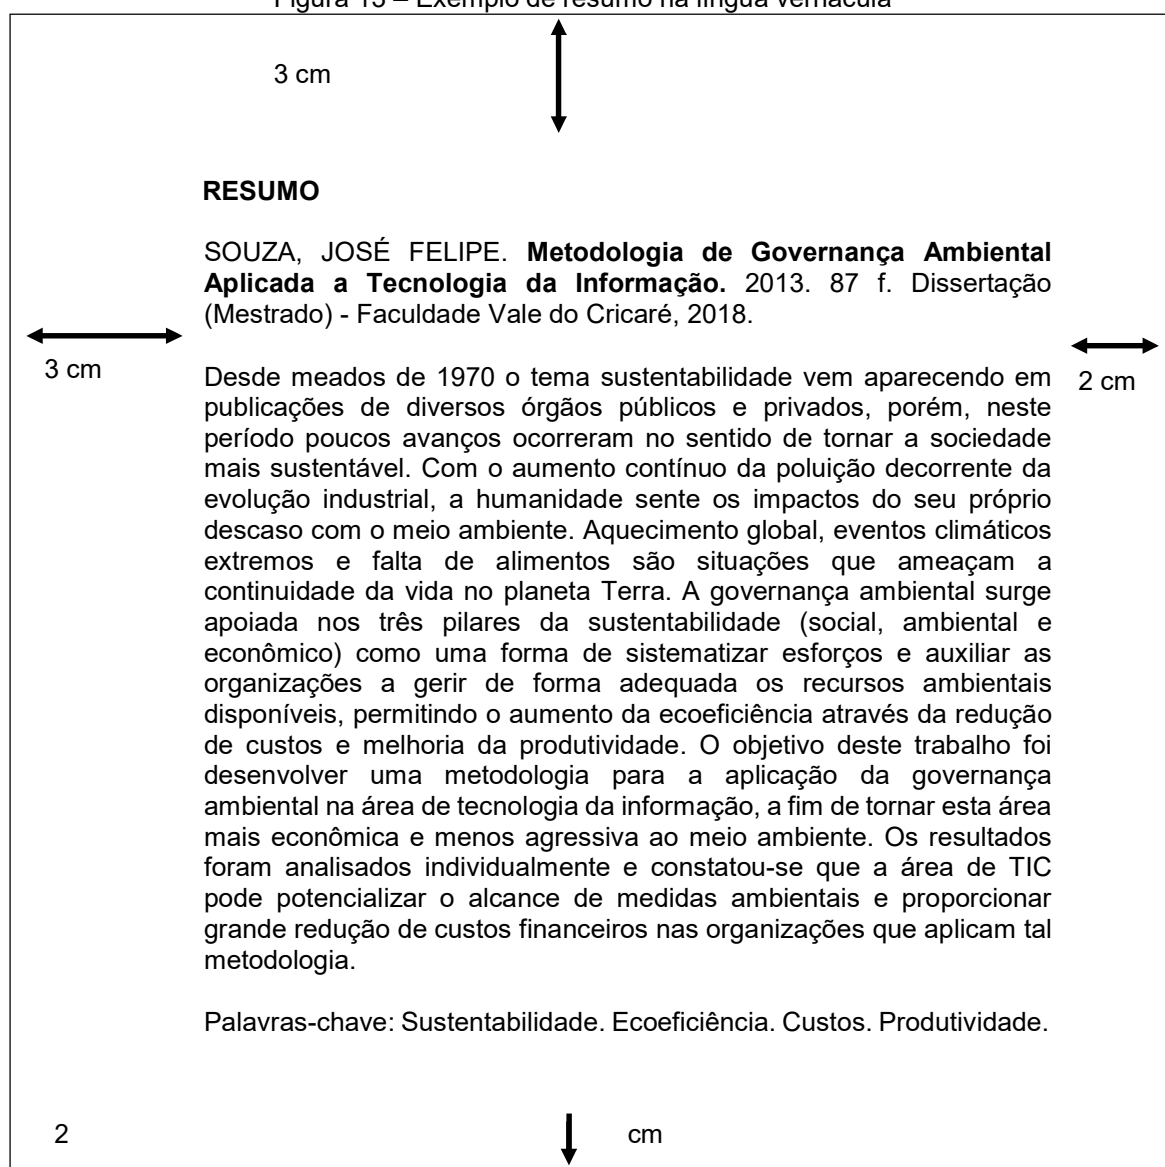 Figura 13 – Exemplo de resumo na língua vernácula
3 cm
RESUMO
SOUZA, JOSÉ FELIPE. Metodologia de Governança Ambiental
Aplicada a Tecnologia da Informação. 2013. 87 f. Dissertação
(Mestrado) - Faculdade Vale do Cricaré, 2018.
3 cm
2 cm
Desde meados de 1970 o tema sustentabilidade vem aparecendo em
publicações de diversos órgãos públicos e privados, porém, neste
período poucos avanços ocorreram no sentido de tornar a sociedade
mais sustentável. Com o aumento contínuo da poluição decorrente da
evolução industrial, a humanidade sente os impactos do seu próprio
descaso com o meio ambiente. Aquecimento global, eventos climáticos
extremos e falta de alimentos são situações que ameaçam a
continuidade da vida no planeta Terra. A governança ambiental surge
apoiada nos três pilares da sustentabilidade (social, ambiental e
econômico) como uma forma de sistematizar esforços e auxiliar as
organizações a gerir de forma adequada os recursos ambientais
disponíveis, permitindo o aumento da ecoeficiência através da redução
de custos e melhoria da produtividade. O objetivo deste trabalho foi
desenvolver uma metodologia para a aplicação da governança
ambiental na área de tecnologia da informação, a fim de tornar esta área
mais econômica e menos agressiva ao meio ambiente. Os resultados
foram analisados individualmente e constatou-se que a área de TIC
pode potencializar o alcance de medidas ambientais e proporcionar
grande redução de custos financeiros nas organizações que aplicam tal
metodologia.
Palavras-chave: Sustentabilidade. Ecoeficiência. Custos. Produtividade.
2 cm